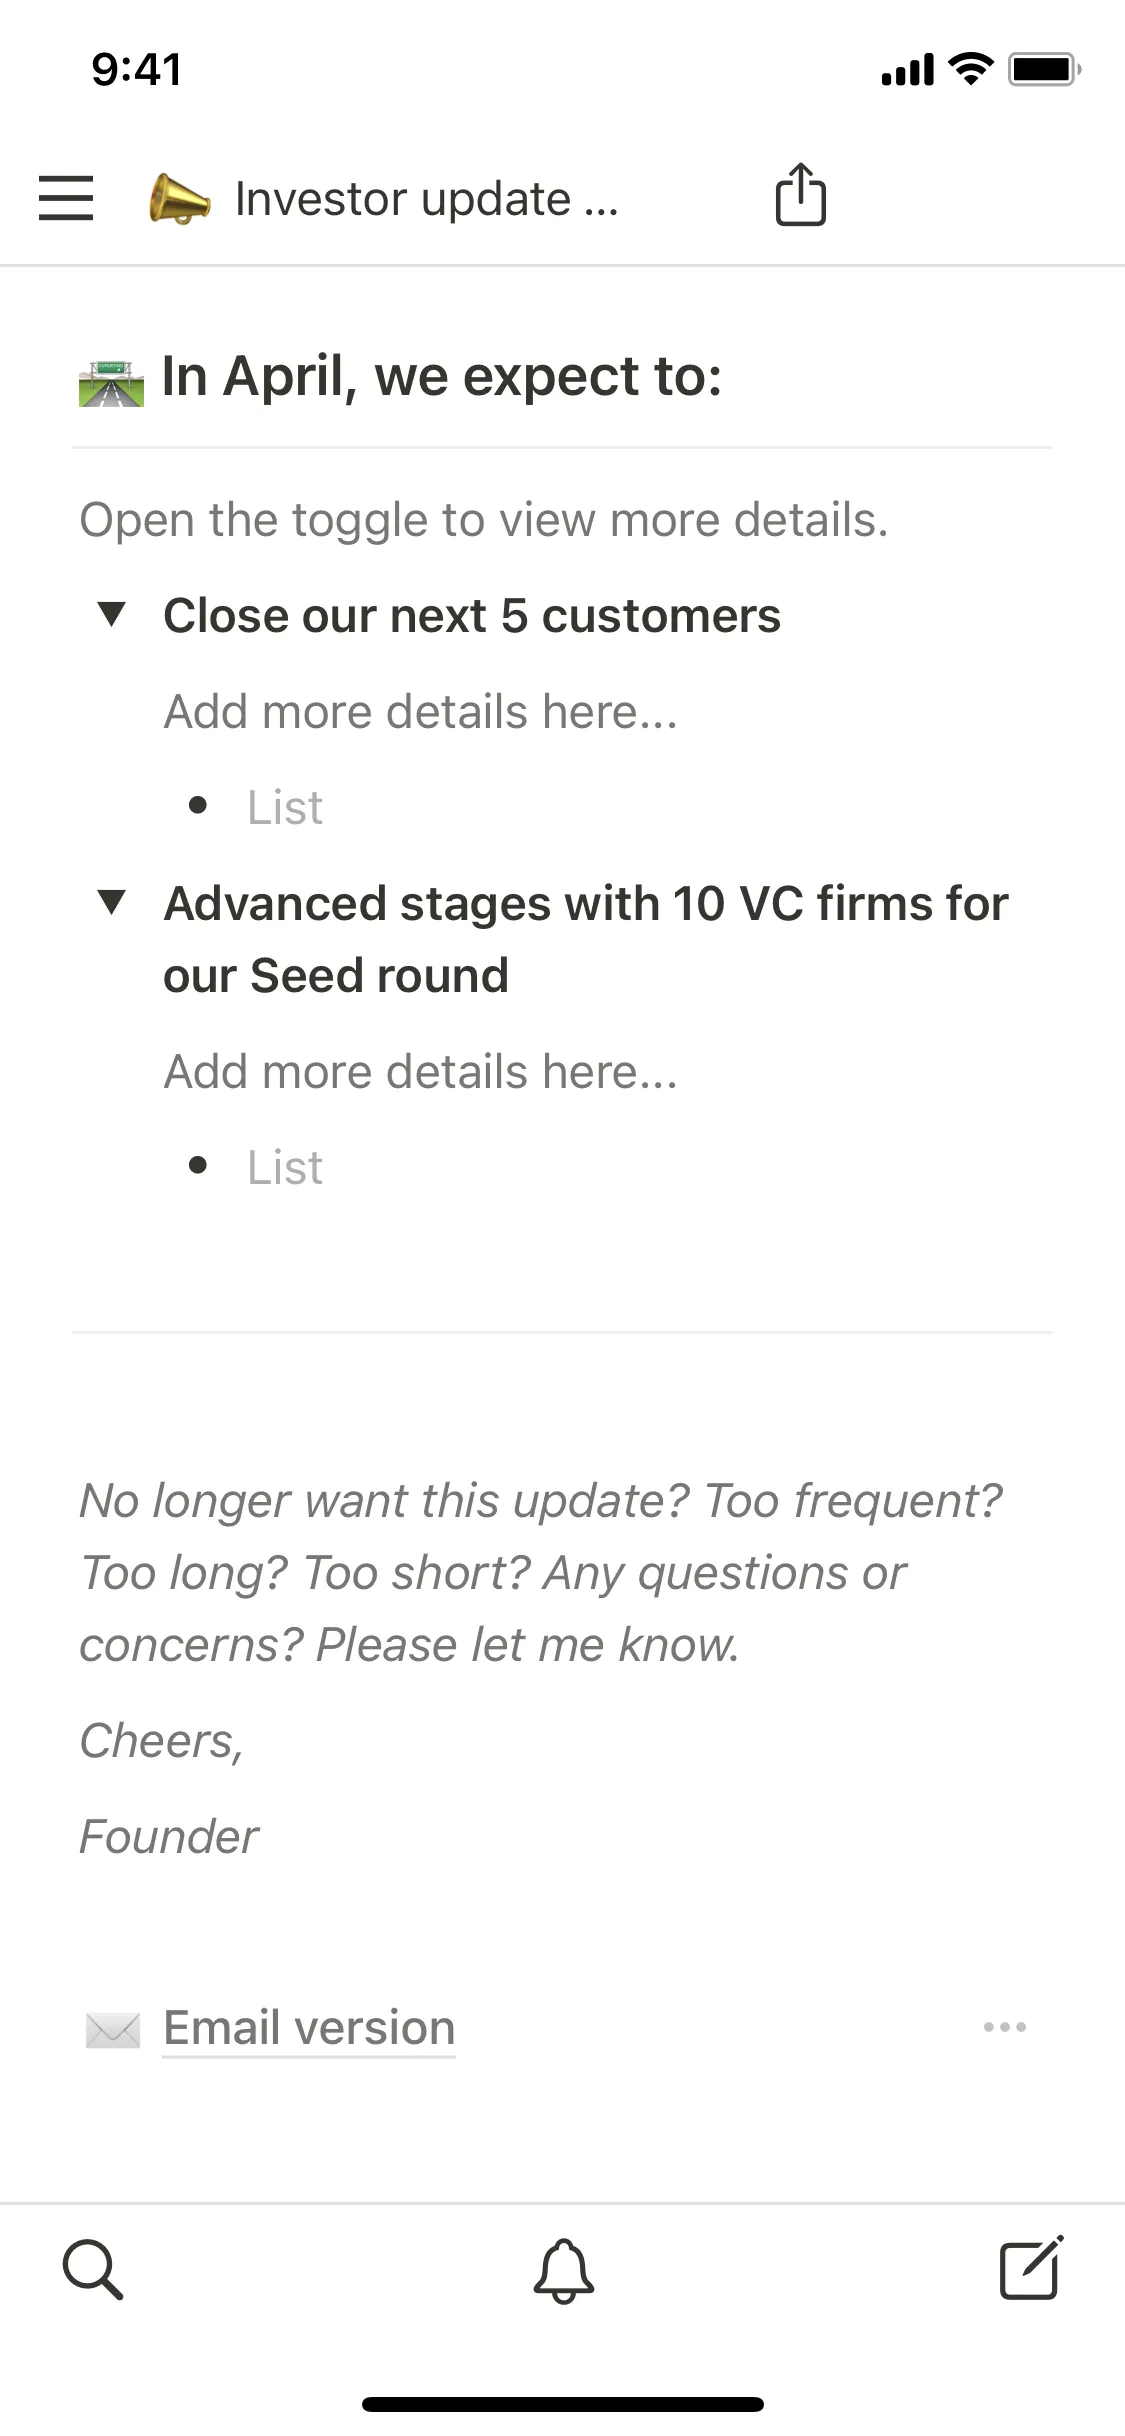 9:41
Investor update ...
In April, we expect to:
Open the toggle to view more details.
Close our next 5 customers
Add more details here...
List
Advanced stages with 10 VC firms for
our Seed round
Add more details here...
List
No longer want this update? Too frequent?
Too long? Too short? Any questions or
concerns? Please let me know.
Cheers,
Founder
Email version